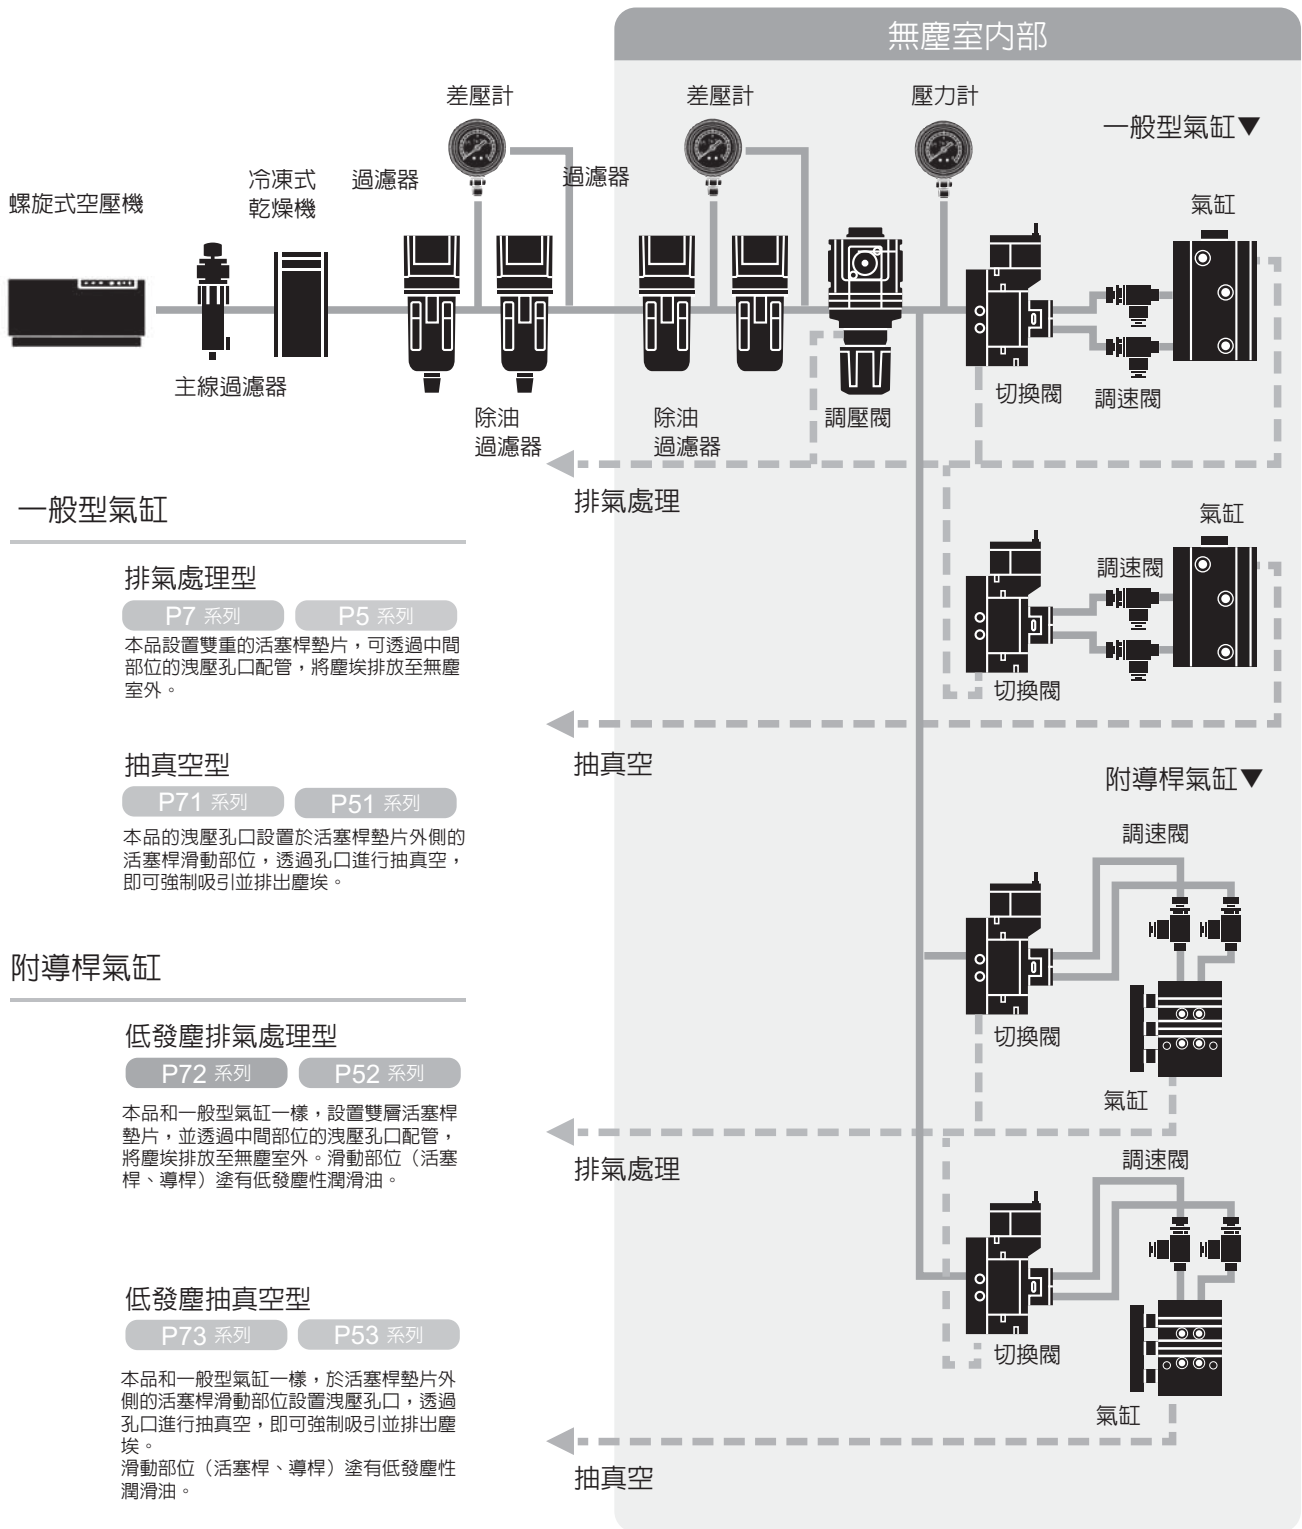 無塵室內部
差壓計
差壓計
壓力計
一般型氣缸▼
螺旋式空壓機
冷凍式
乾燥機
過濾器
過濾器
氣缸
主線過濾器
除油
過濾器
除油
過濾器
調壓閥
切換閥
調速閥
排氣處理
氣缸
調速閥
切換閥
抽真空
附導桿氣缸▼
調速閥
切換閥
氣缸
排氣處理
調速閥
切換閥
氣缸
抽真空
一般型氣缸
排氣處理型
P7 系列
P5 系列
本品設置雙重的活塞桿墊片，可透過中間
部位的洩壓孔口配管，將塵埃排放至無塵
室外。
抽真空型
P71 系列
P51 系列
本品的洩壓孔口設置於活塞桿墊片外側的
活塞桿滑動部位，透過孔口進行抽真空，
即可強制吸引並排出塵埃。
附導桿氣缸
低發塵排氣處理型
P72 系列
P52 系列
本品和一般型氣缸一樣，設置雙層活塞桿
墊片，並透過中間部位的洩壓孔口配管，
將塵埃排放至無塵室外。滑動部位（活塞
桿、導桿）塗有低發塵性潤滑油。
低發塵抽真空型
P73 系列
P53 系列
本品和一般型氣缸一樣，於活塞桿墊片外
側的活塞桿滑動部位設置洩壓孔口，透過
孔口進行抽真空，即可強制吸引並排出塵
埃。
滑動部位（活塞桿、導桿）塗有低發塵性
潤滑油。